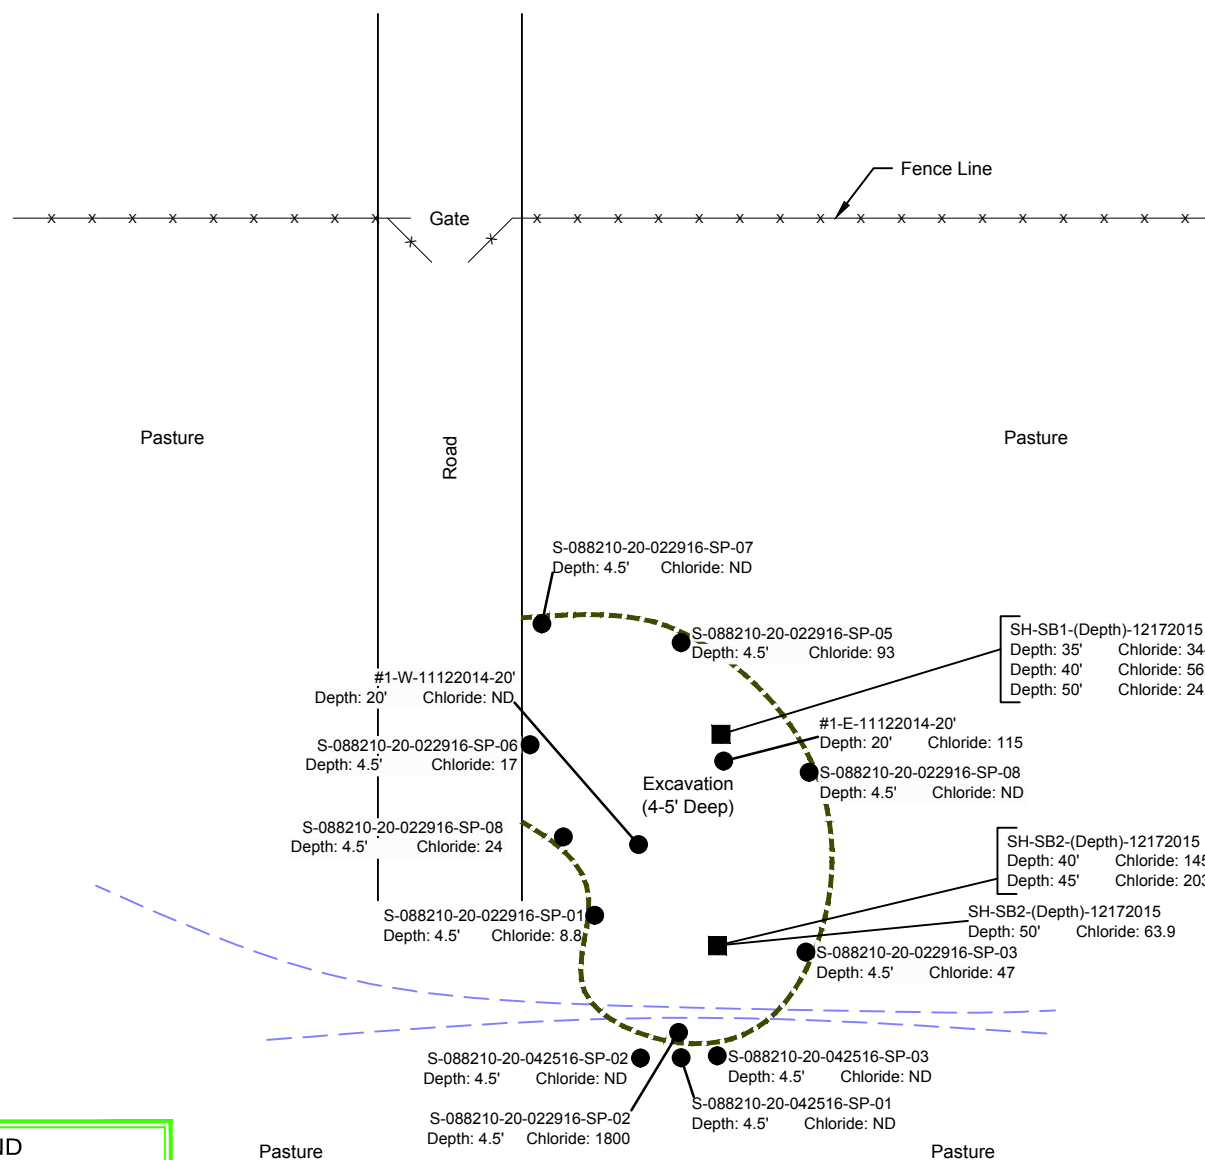 Fence Line
Gate
Pasture
Road
Pasture
S-088210-20-022916-SP-07
Depth: 4.5' Chloride: ND
S-088210-20-022916-SP-05
Depth: 4.5' Chloride: 93
SH-SB1-(Depth)-12172015
Depth: 35' Chloride:
Depth: 40' Chloride:
Depth: 50' Chloride:
#1-W-11122014-20'
Depth: 20' Chloride: ND
#1-E-11122014-20'
Depth: 20' Chloride: 115
S-088210-20-022916-SP-06
Depth: 4.5' Chloride: 17
S-088210-20-022916-SP-08
Depth: 4.5' Chloride: ND
Excavation
(4-5' Deep)
S-088210-20-022916-SP-08
Depth: 4.5' Chloride: 24
SH-SB2-(Depth)-12172015
Depth: 40' Chloride:
Depth: 45' Chloride:
S-088210-20-022916-SP-01
Depth: 4.5' Chloride: 8.8
SH-SB2-(Depth)-12172015
Depth: 50' Chloride: 63.9
S-088210-20-022916-SP-03
Depth: 4.5' Chloride: 47
S-088210-20-042516-SP-02
Depth: 4.5' Chloride: ND
S-088210-20-042516-SP-03
Depth: 4.5' Chloride: ND
S-088210-20-042516-SP-01
Depth: 4.5' Chloride: ND
S-088210-20-022916-SP-02
Depth: 4.5' Chloride: 1800
ND
Pasture
Pasture